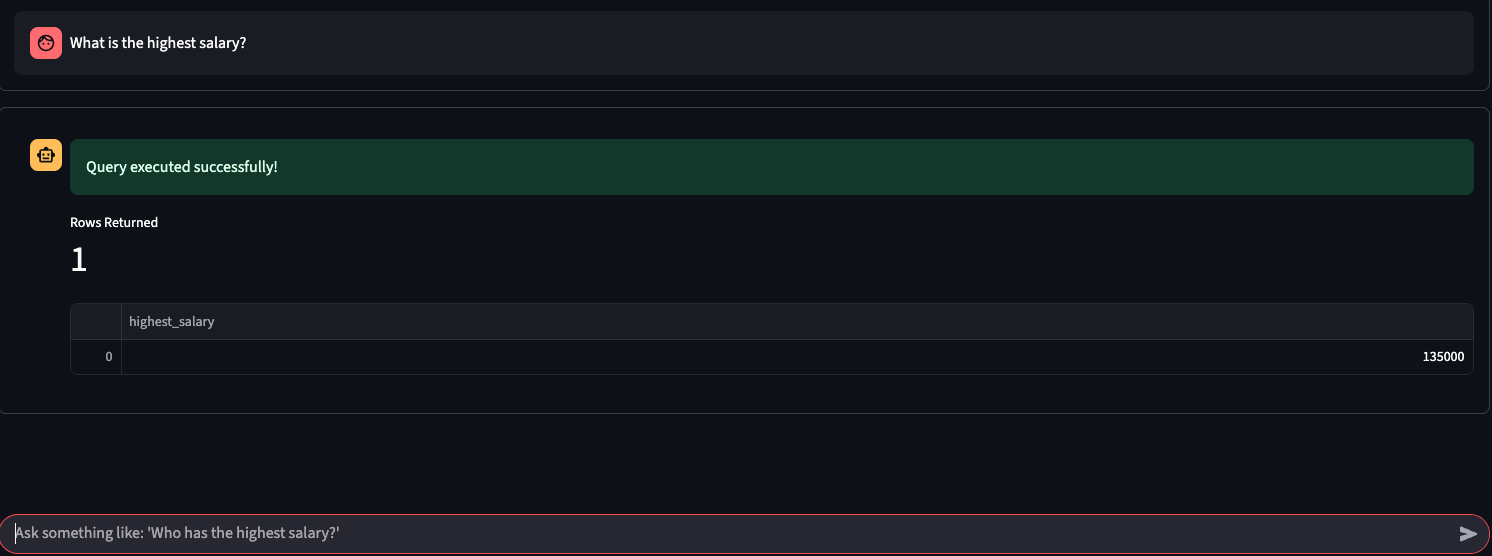 What is the highest salary?
Query executed successfully!
Rows Returned
1
highest_salary
0 135000
Ask something like: 'Who has the highest salary?'